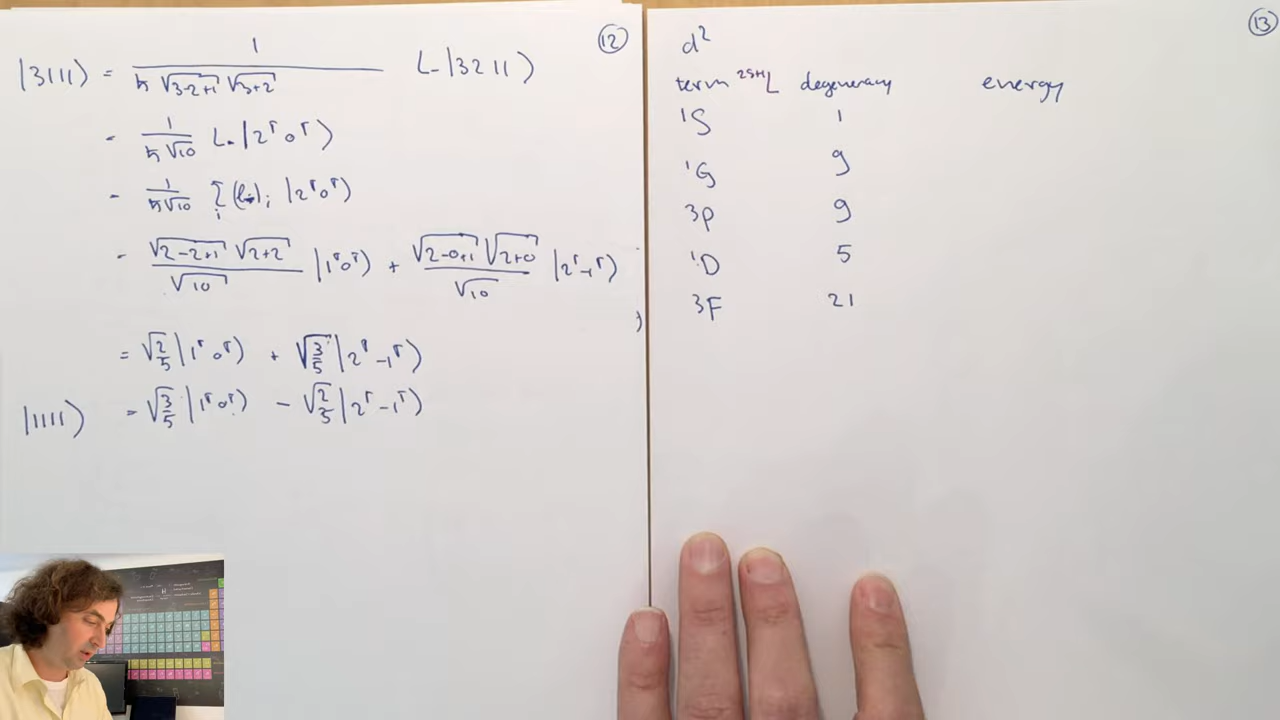 12
|3111⟩ = 1 / ħ √3-2+1 √3+2 L- |3211⟩
= 1/ħ√10 L- |2↑0↑⟩
= 1/ħ√10 Σi (l-)i |2↑0↑⟩
= √2-2+1 √2+2 / √10 |1↑0↑⟩ + √2-0+1 √2+0 / √10 |2↑-1↑⟩
= √2/5 |1↑0↑⟩ + √3/5 |2↑-1↑⟩
|1111⟩ = √3/5 |1↑0↑⟩ - √2/5 |2↑-1↑⟩
13
d²
term ²ˢ⁺¹L degeneracy energy
¹S 1
¹G 9
³P 9
¹D 5
³F 21